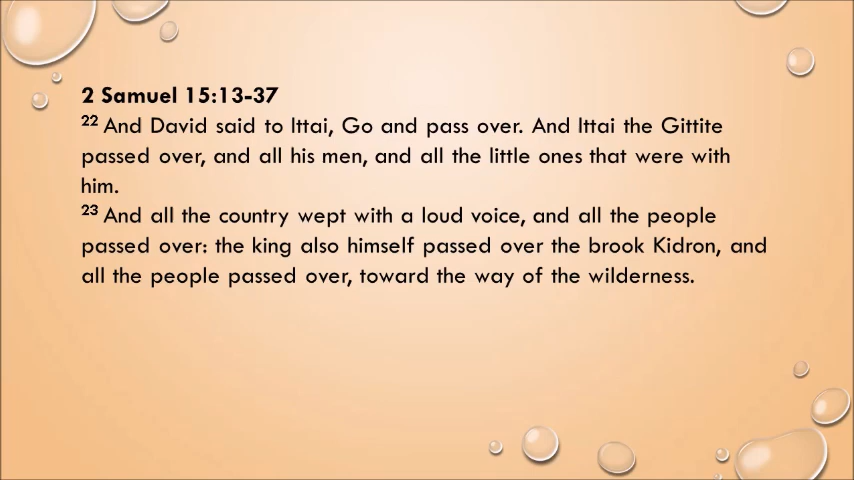 2 Samuel 15:13-37
22 And David said to Ittai, Go and pass over. And Ittai the Gittite
passed over, and all his men, and all the little ones that were with
him.
23 And all the country wept with a loud voice, and all the people
passed over: the king also himself passed over the brook Kidron, and
all the people passed over, toward the way of the wilderness.